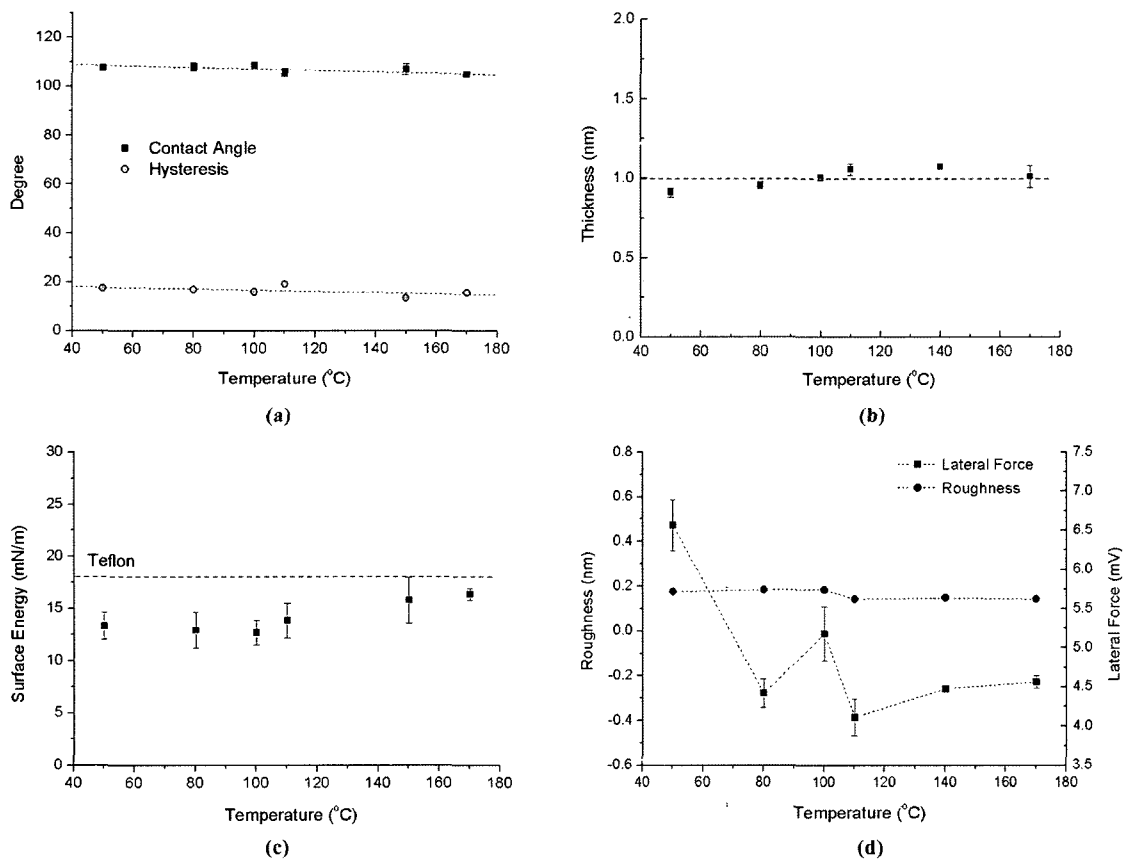 120
100
80
60
40
20
0
Degree
Contact Angle
Hysteresis
40 60 80 100 120 140 160 180
Temperature (°C)
(a)
2.0
1.5
1.0
0.5
0.0
Thickness (nm)
40 60 80 100 120 140 160 180
Temperature (°C)
(b)
30
25
20
15
10
5
0
Surface Energy (mN/m)
Teflon
40 60 80 100 120 140 160 180
Temperature (°C)
(c)
0.8
0.6
0.4
0.2
0.0
-0.2
-0.4
-0.6
Roughness (nm)
Lateral Force
Roughness
7.5
7.0
6.5
6.0
5.5
5.0
4.5
4.0
3.5
Lateral Force (mV)
40 60 80 100 120 140 160 180
Temperature (°C)
(d)